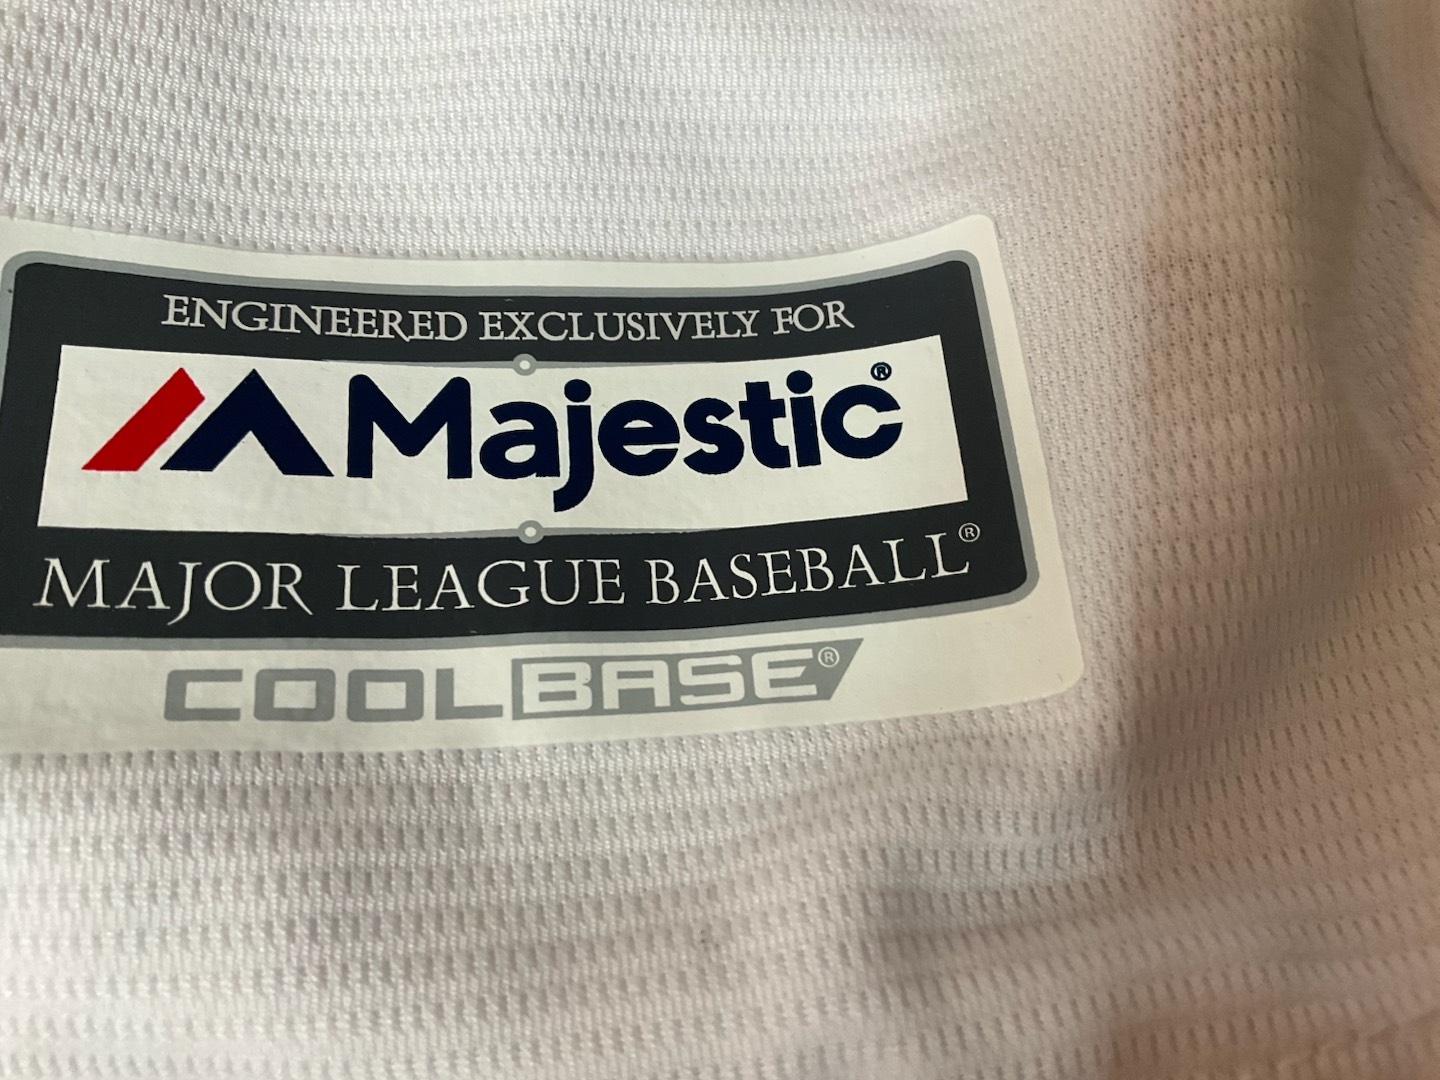 ENGINEERED EXCLUSIVELY FOR
Majestic®
MAJOR LEAGUE BASEBALL®
COOLBASE®